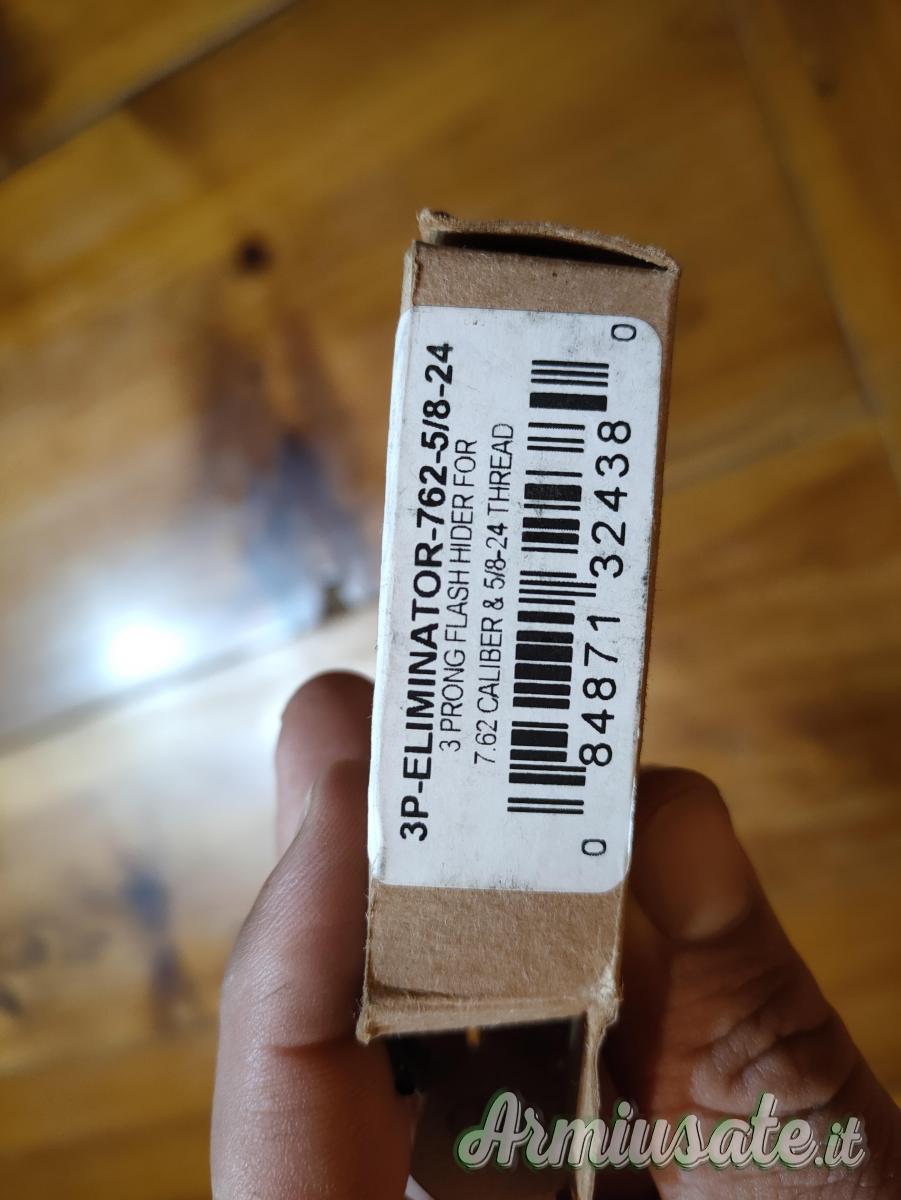 3P-ELIMINATOR-762-5/8-24
3 PRONG FLASH HIDER FOR
7.62 CALIBER & 5/8-24 THREAD
0 84871 32438 0
Armiusate.it